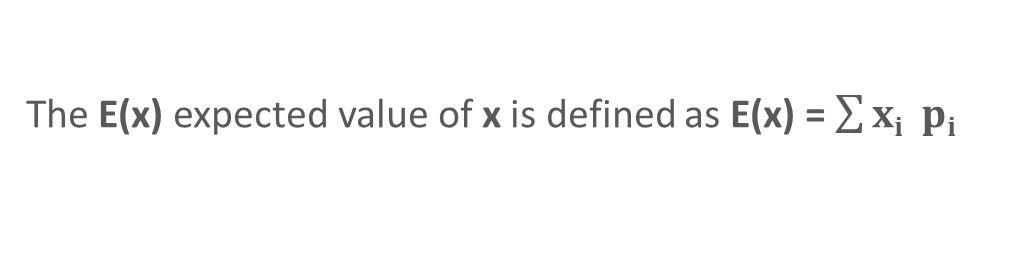 The E(x) expected value of x is defined as E(x) = ∑ xᵢ pᵢ